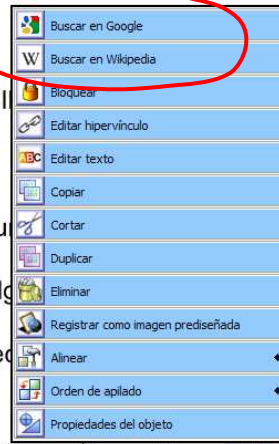 Buscar en Google
W Buscar en Wikipedia
Bloquear
Editar hipervínculo
ABC Editar texto
Copiar
Cortar
Duplicar
Eliminar
Registrar como imagen prediseñada
Alinear
Orden de apilado
Propiedades del objeto